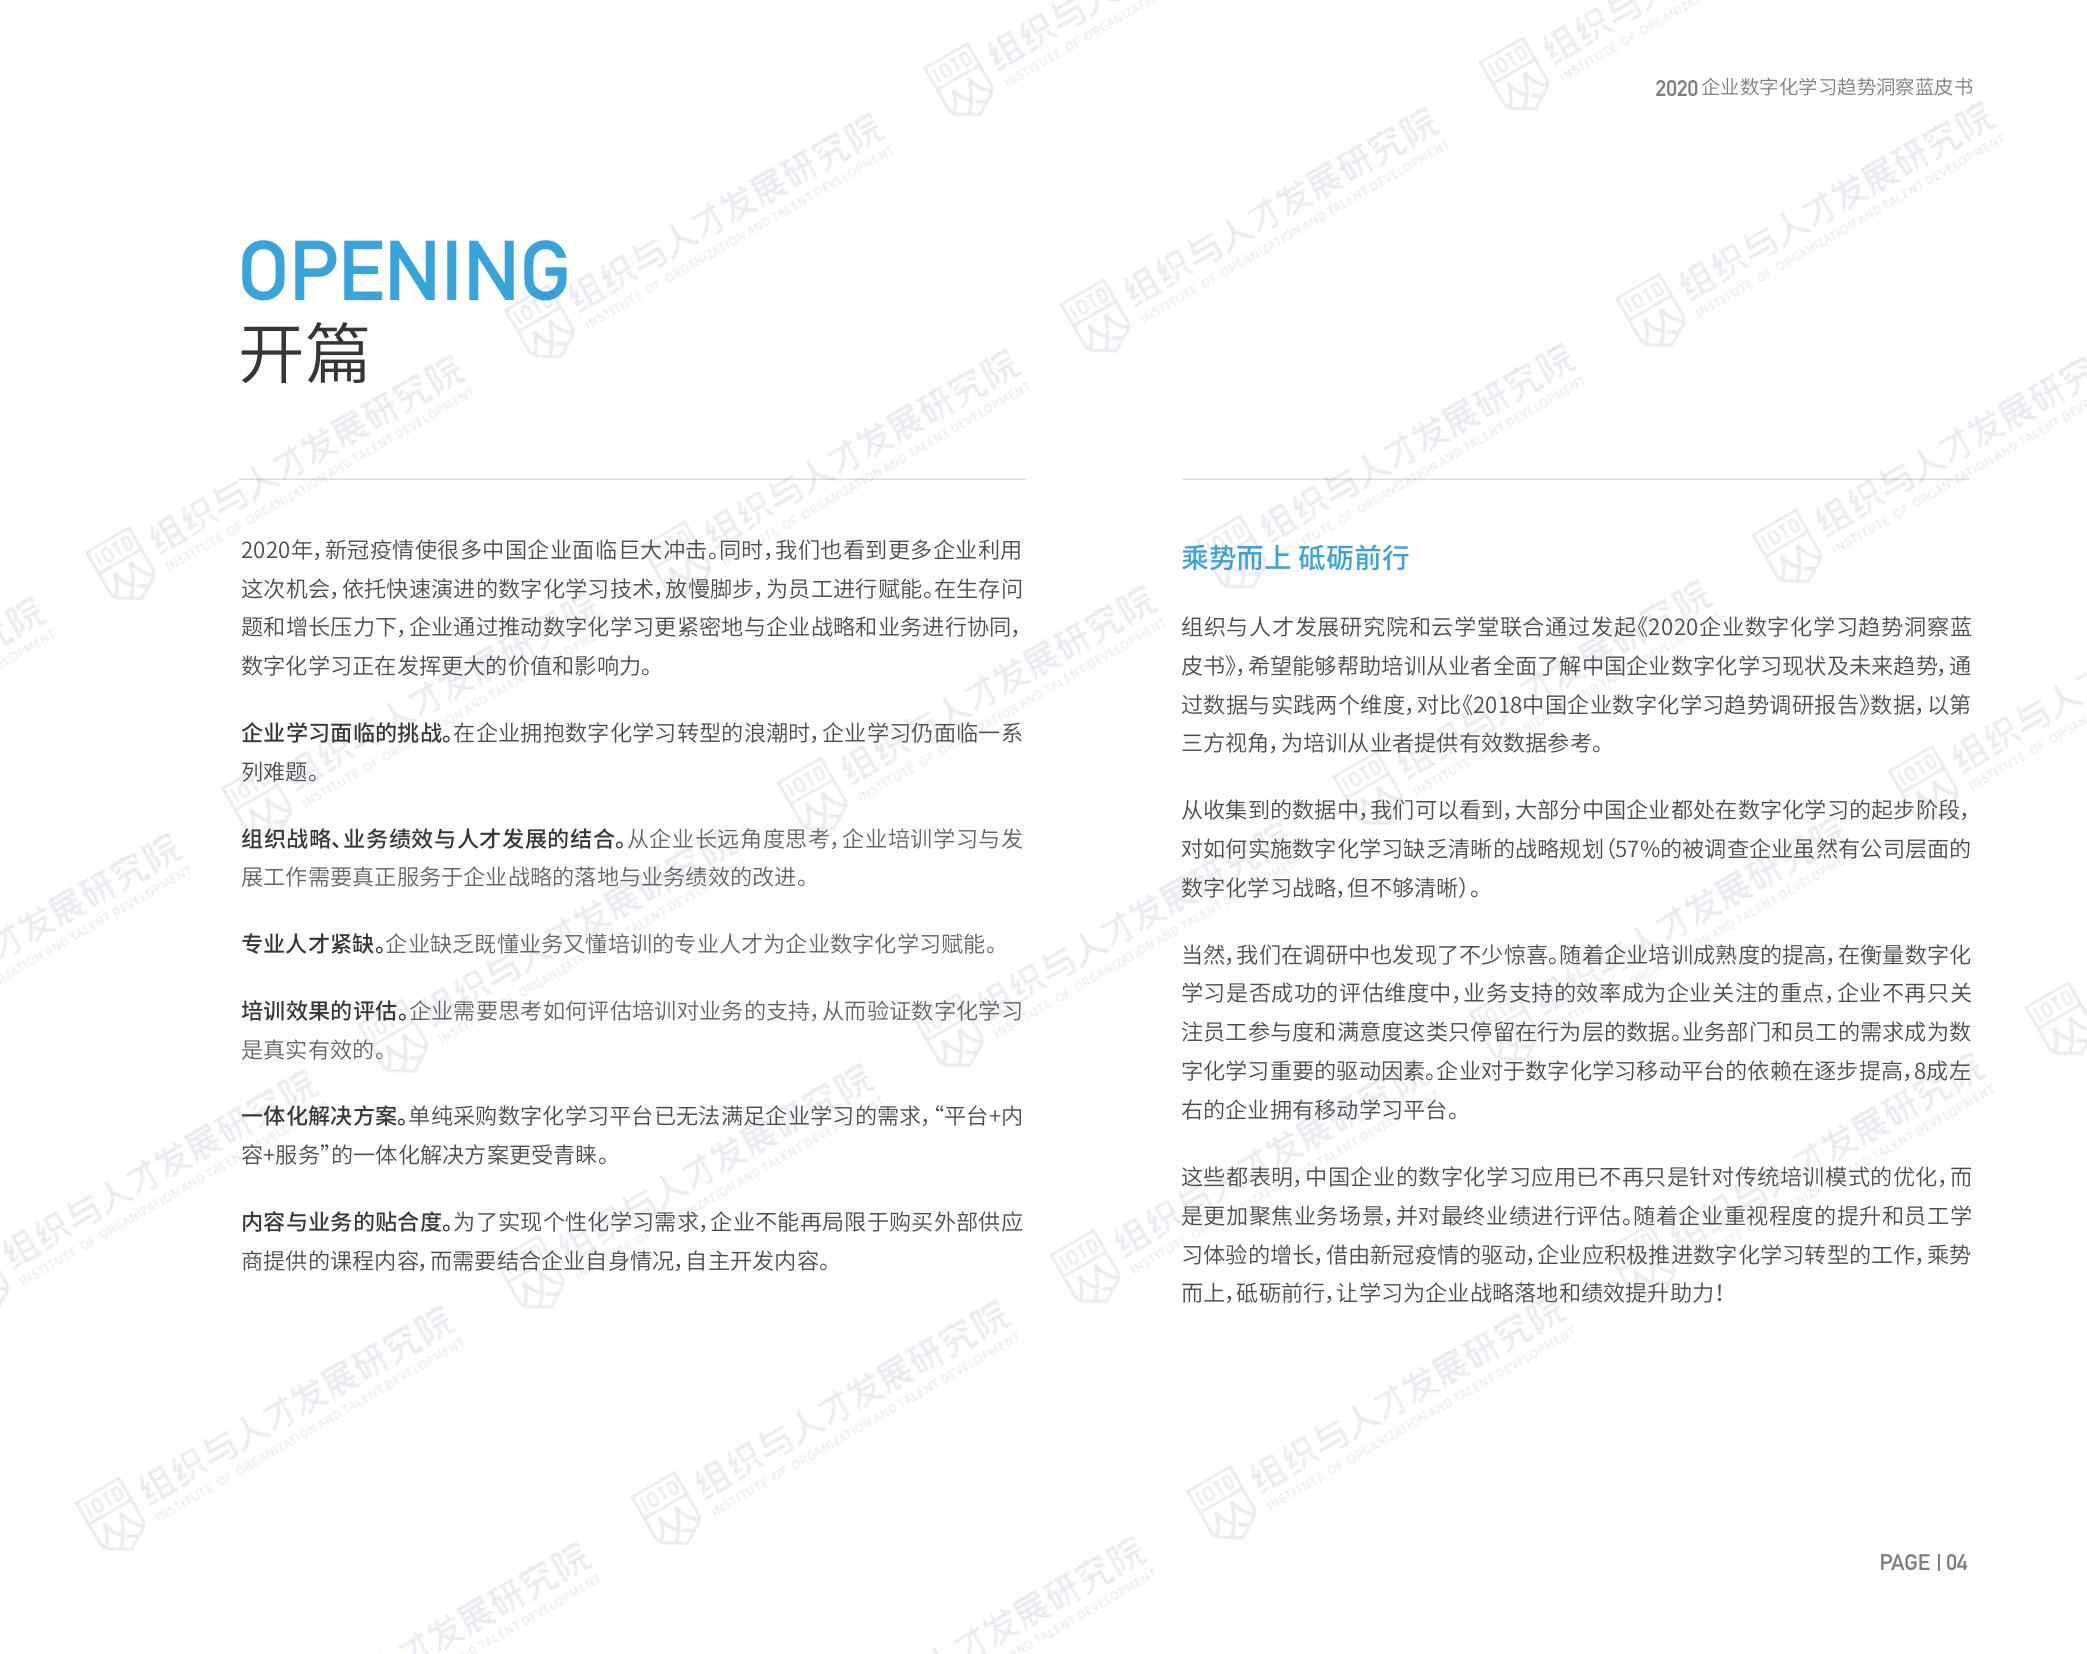 2020 企业数字化学习趋势洞察蓝皮书
OPENING
开篇
2020年，新冠疫情使很多中国企业面临巨大冲击。同时，我们也看到更多企业利用
这次机会，依托快速演进的数字化学习技术，放慢脚步，为员工进行赋能。在生存问
题和增长压力下，企业通过推动数字化学习更紧密地与企业战略和业务进行协同，
数字化学习正在发挥更大的价值和影响力。
企业学习面临的挑战。在企业拥抱数字化学习转型的浪潮时，企业学习仍面临一系
列难题。
组织战略、业务绩效与人才发展的结合。从企业长远角度思考，企业培训学习与发
展工作需要真正服务于企业战略的落地与业务绩效的改进。
专业人才紧缺。企业缺乏既懂业务又懂培训的专业人才为企业数字化学习赋能。
培训效果的评估。企业需要思考如何评估培训对业务的支持，从而验证数字化学习
是真实有效的。
一体化解决方案。单纯采购数字化学习平台已无法满足企业学习的需求，“平台+内
容+服务”的一体化解决方案更受青睐。
内容与业务的贴合度。为了实现个性化学习需求，企业不能再局限于购买外部供应
商提供的课程内容，而需要结合企业自身情况，自主开发内容。
乘势而上 砥砺前行
组织与人才发展研究院和云学堂联合通过发起《2020企业数字化学习趋势洞察蓝
皮书》，希望能够帮助培训从业者全面了解中国企业数字化学习现状及未来趋势，通
过数据与实践两个维度，对比《2018中国企业数字化学习趋势调研报告》数据，以第
三方视角，为培训从业者提供有效数据参考。
从收集到的数据中，我们可以看到，大部分中国企业都处在数字化学习的起步阶段，
对如何实施数字化学习缺乏清晰的战略规划（57%的被调查企业虽然有公司层面的
数字化学习战略，但不够清晰）。
当然，我们在调研中也发现了不少惊喜。随着企业培训成熟度的提高，在衡量数字化
学习是否成功的评估维度中，业务支持的效率成为企业关注的重点，企业不再只关
注员工参与度和满意度这类只停留在行为层的数据。业务部门和员工的需求成为数
字化学习重要的驱动因素。企业对于数字化学习移动平台的依赖在逐步提高，8成左
右的企业拥有移动学习平台。
这些都表明，中国企业的数字化学习应用已不再只是针对传统培训模式的优化，而
是更加聚焦业务场景，并对最终业绩进行评估。随着企业重视程度的提升和员工学
习体验的增长，借由新冠疫情的驱动，企业应积极推进数字化学习转型的工作，乘势
而上，砥砺前行，让学习为企业战略落地和绩效提升助力！
PAGE | 04
IOTD
组织与人才发展研究院
INSTITUTE OF ORGANIZATION AND TALENT DEVELOPMENT